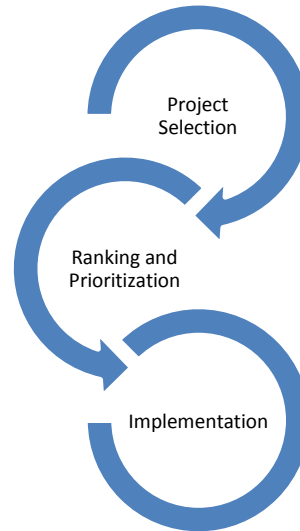 Project
Selection
Ranking and
Prioritization
Implementation